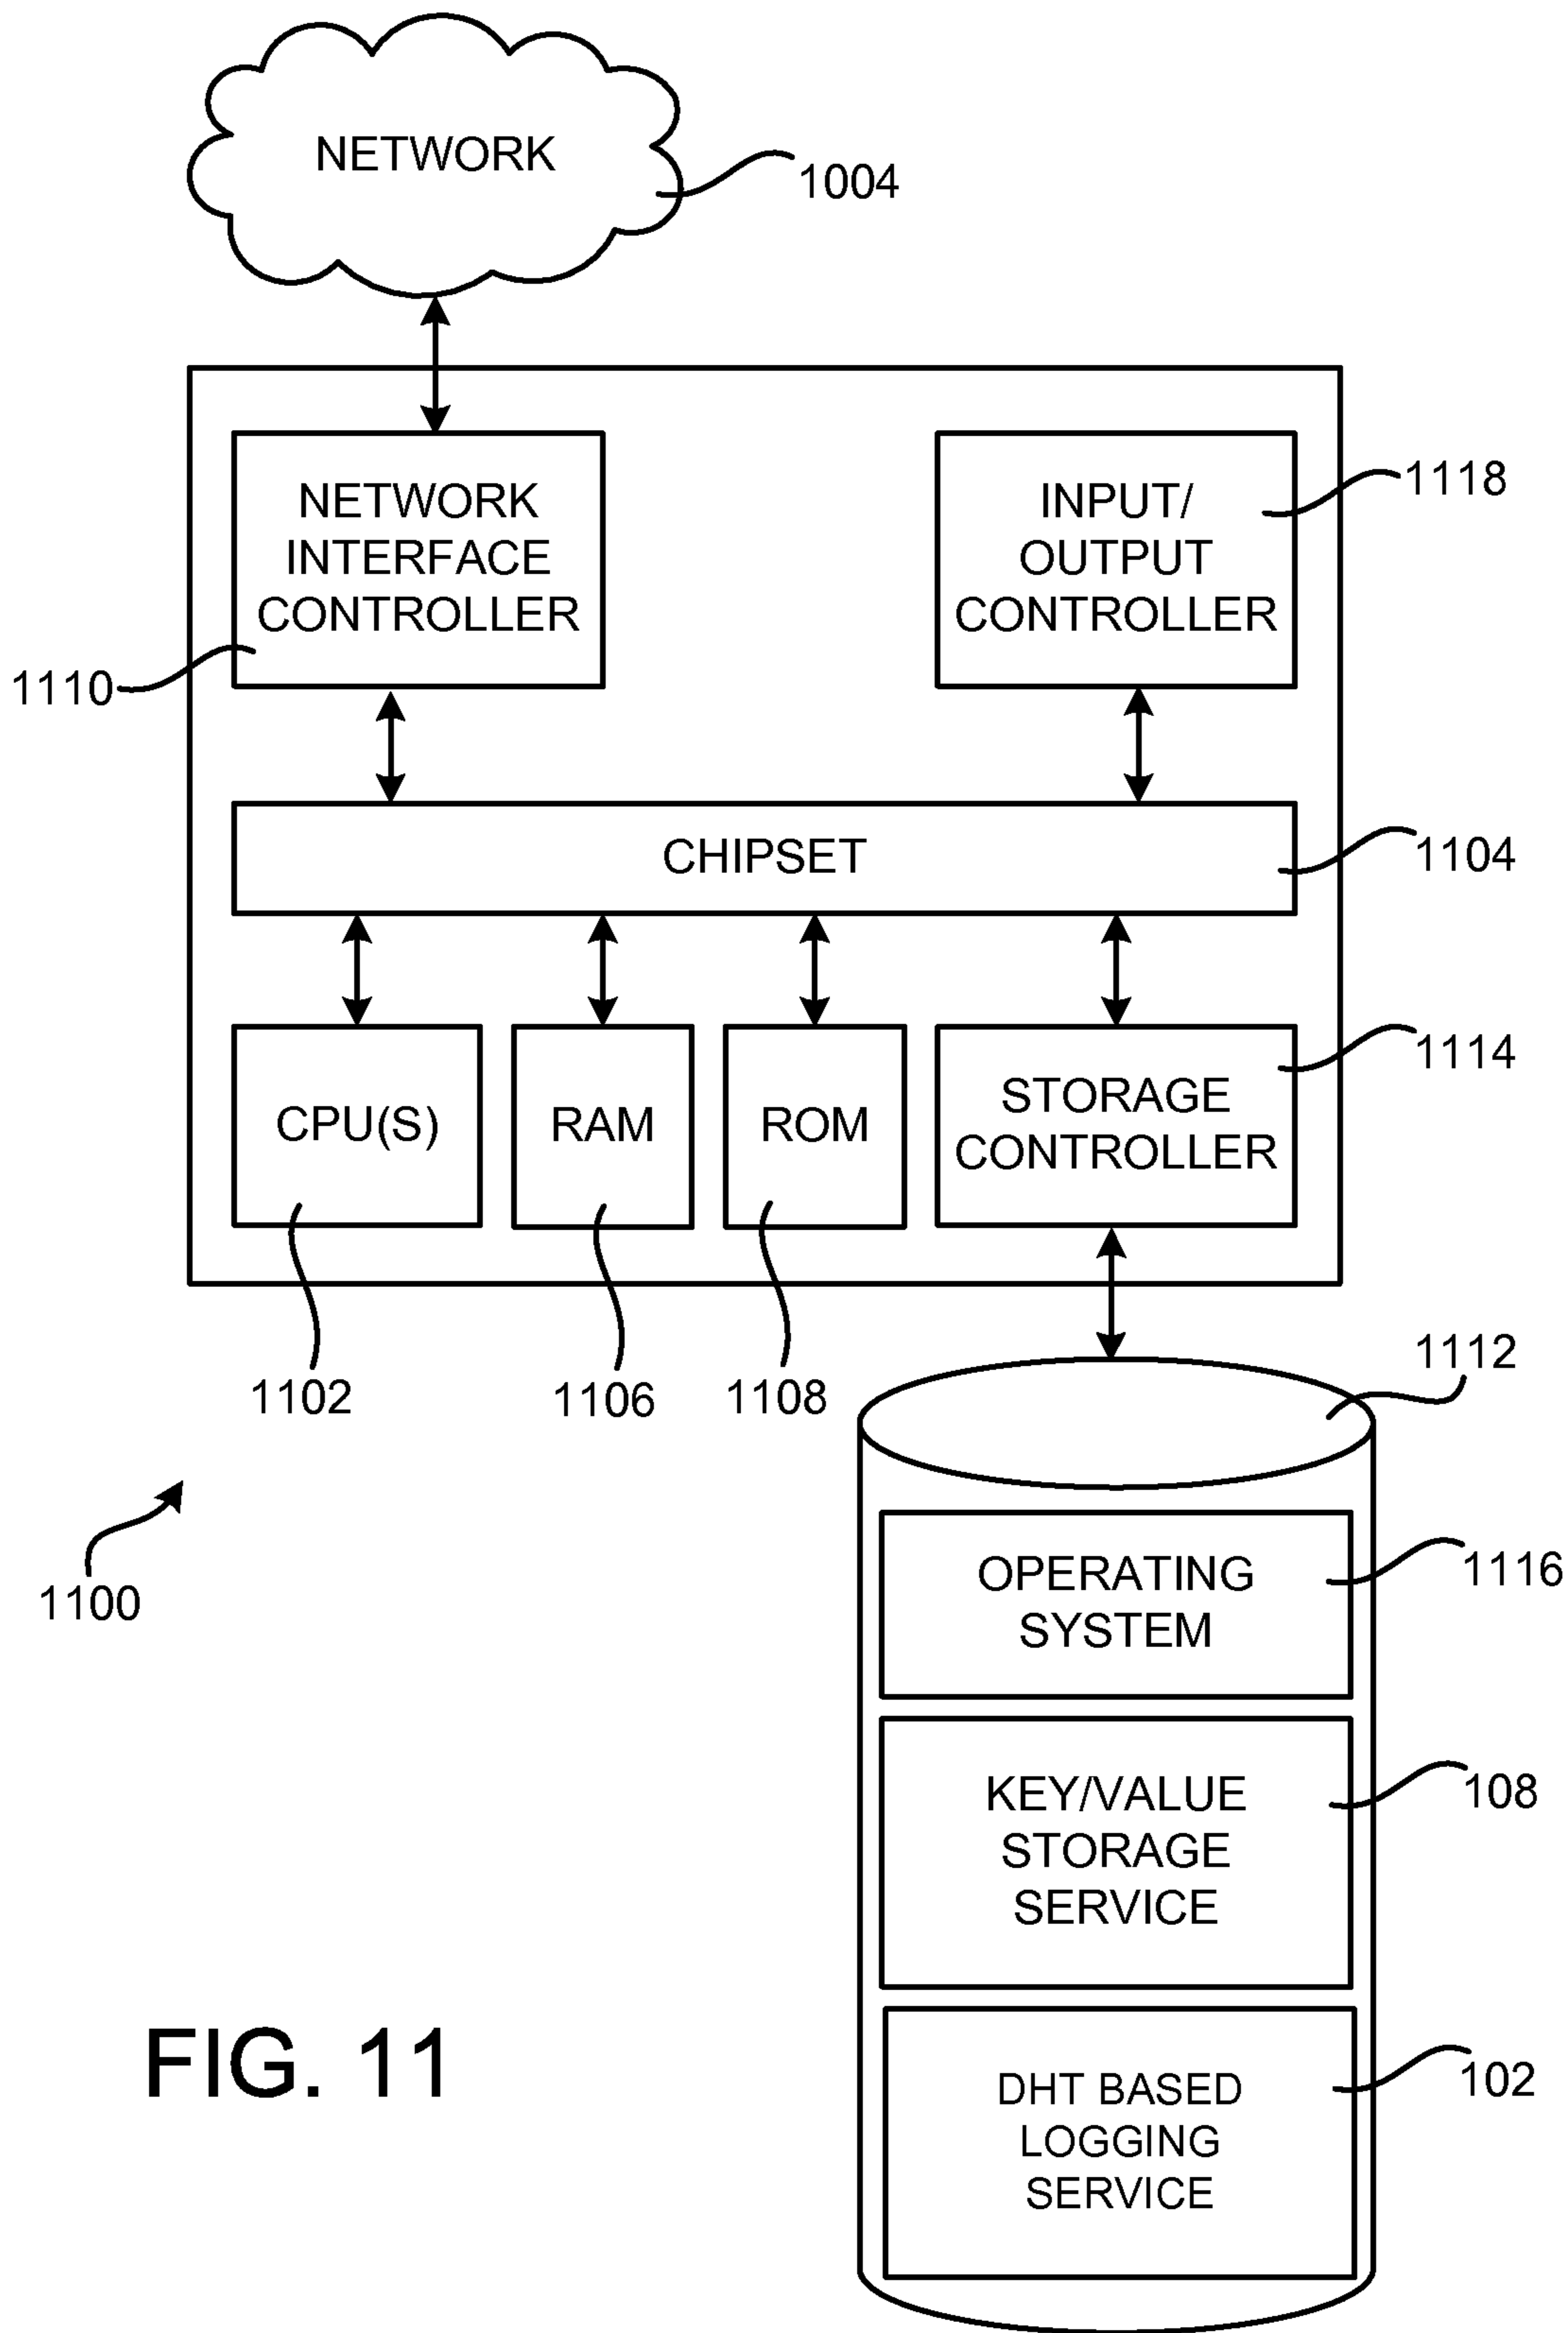 NETWORK
1004
NETWORK
INTERFACE
CONTROLLER
1110
INPUT/
OUTPUT
CONTROLLER
1118
CHIPSET
1104
CPU(S)
RAM
ROM
STORAGE
CONTROLLER
1114
1102
1106
1108
1112
1100
OPERATING
SYSTEM
1116
KEY/VALUE
STORAGE
SERVICE
108
DHT BASED
LOGGING
SERVICE
102
FIG. 11